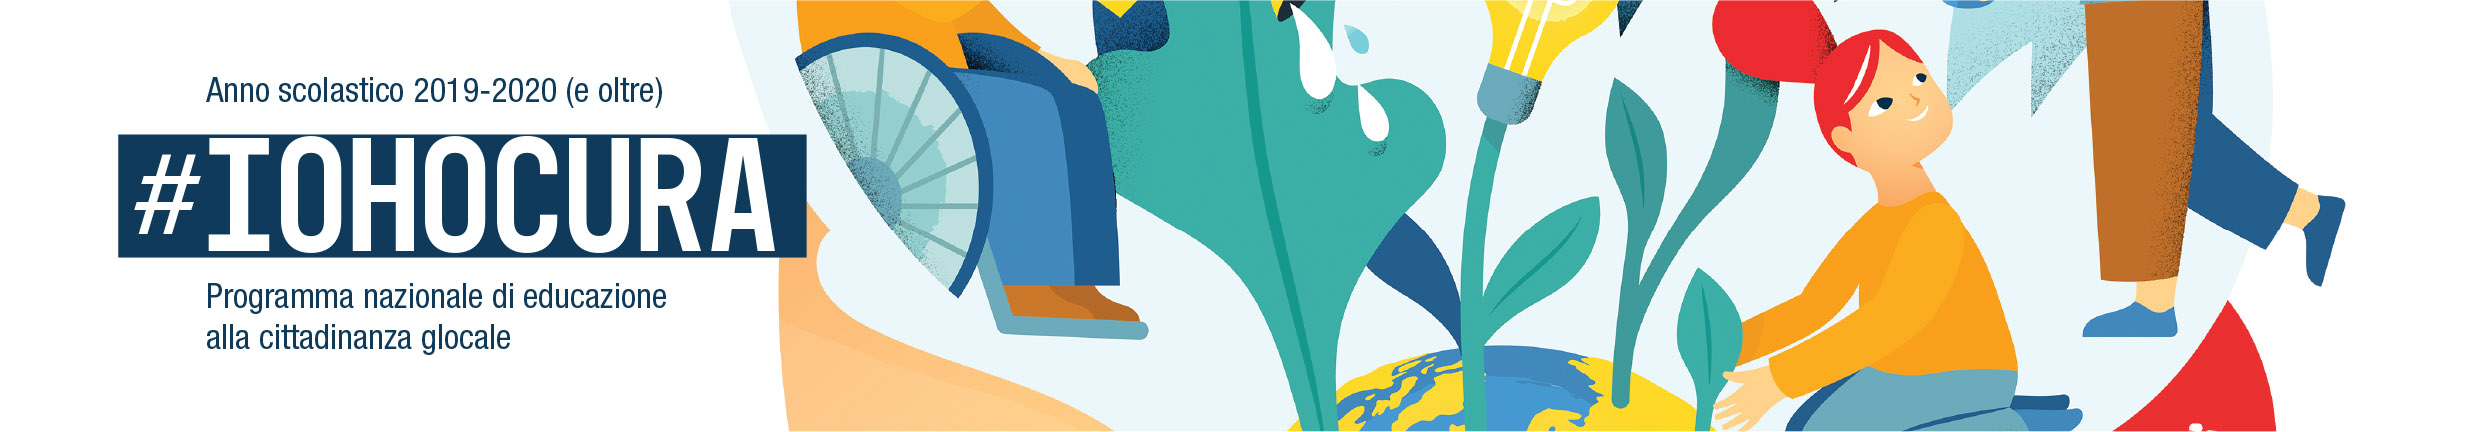 Anno scolastico 2019-2020 (e oltre)
#IOHOCURA
Programma nazionale di educazione
alla cittadinanza glocale